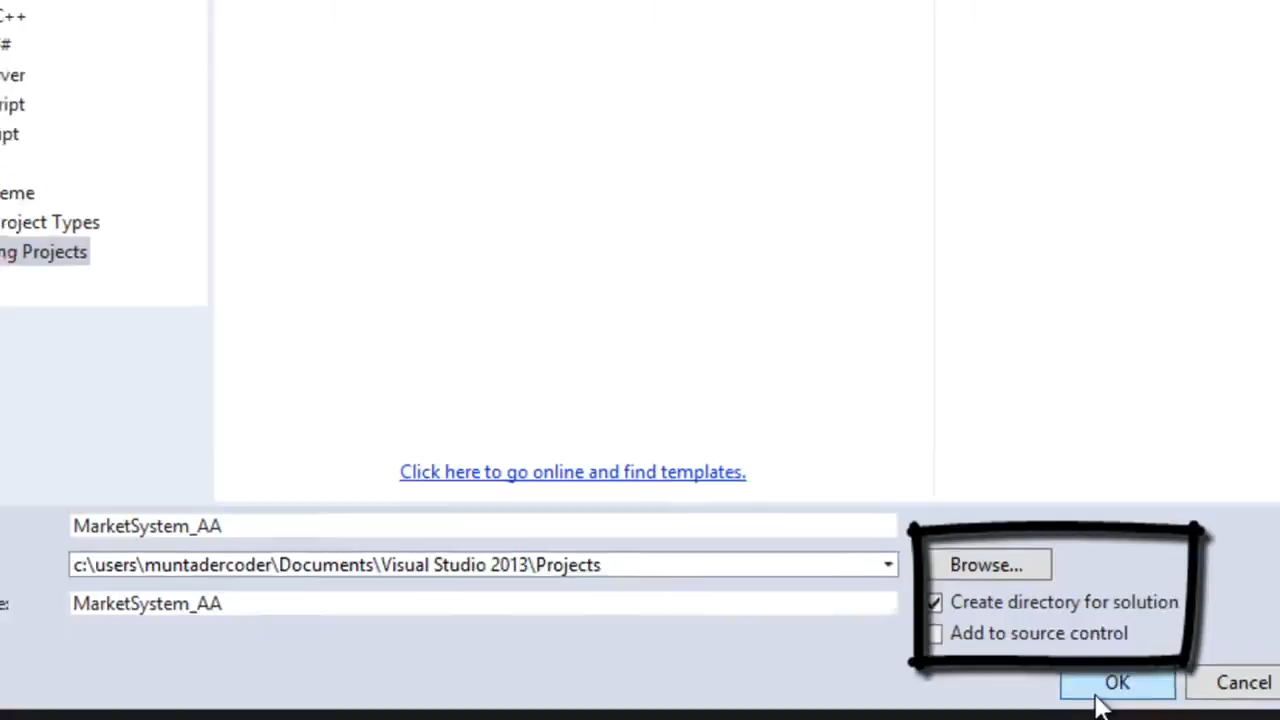 C++
#
ver
ript
ipt
eme
roject Types
ng Projects
Click here to go online and find templates.
MarketSystem_AA
c:\users\muntadercoder\Documents\Visual Studio 2013\Projects
Browse...
e:
MarketSystem_AA
Create directory for solution
Add to source control
OK
Cancel